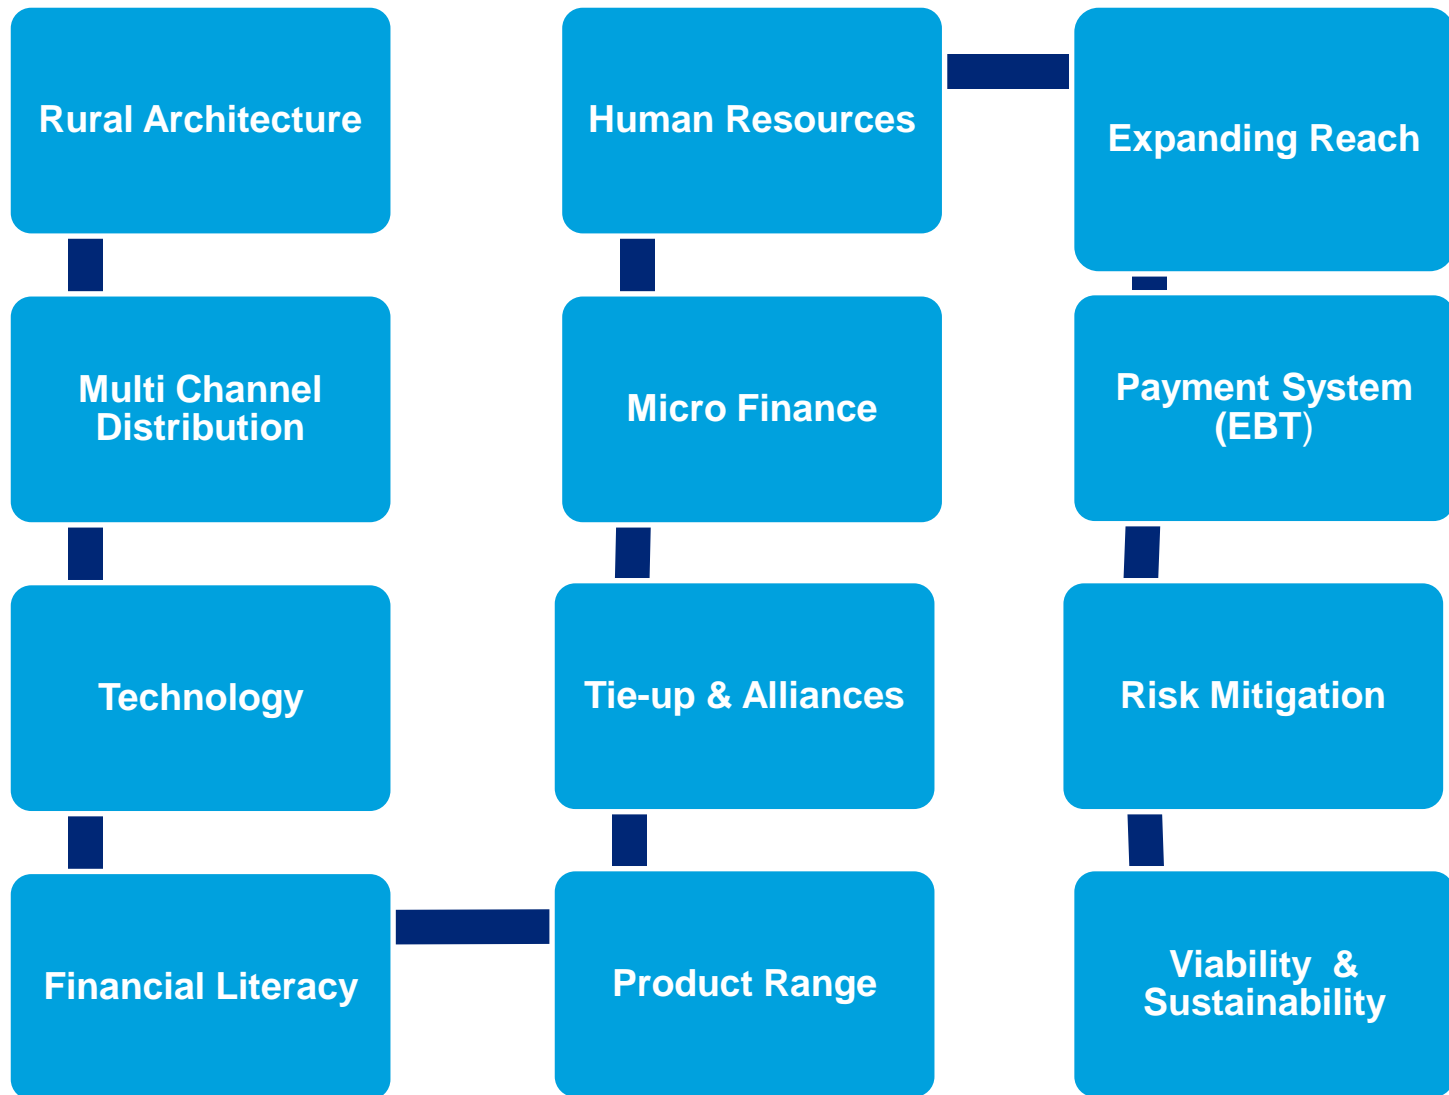 Rural Architecture
Multi Channel
Distribution
Technology
Financial Literacy
Product Range
Tie-up & Alliances
Micro Finance
Human Resources
Expanding Reach
Payment System
(EBT)
Risk Mitigation
Viability &
Sustainability